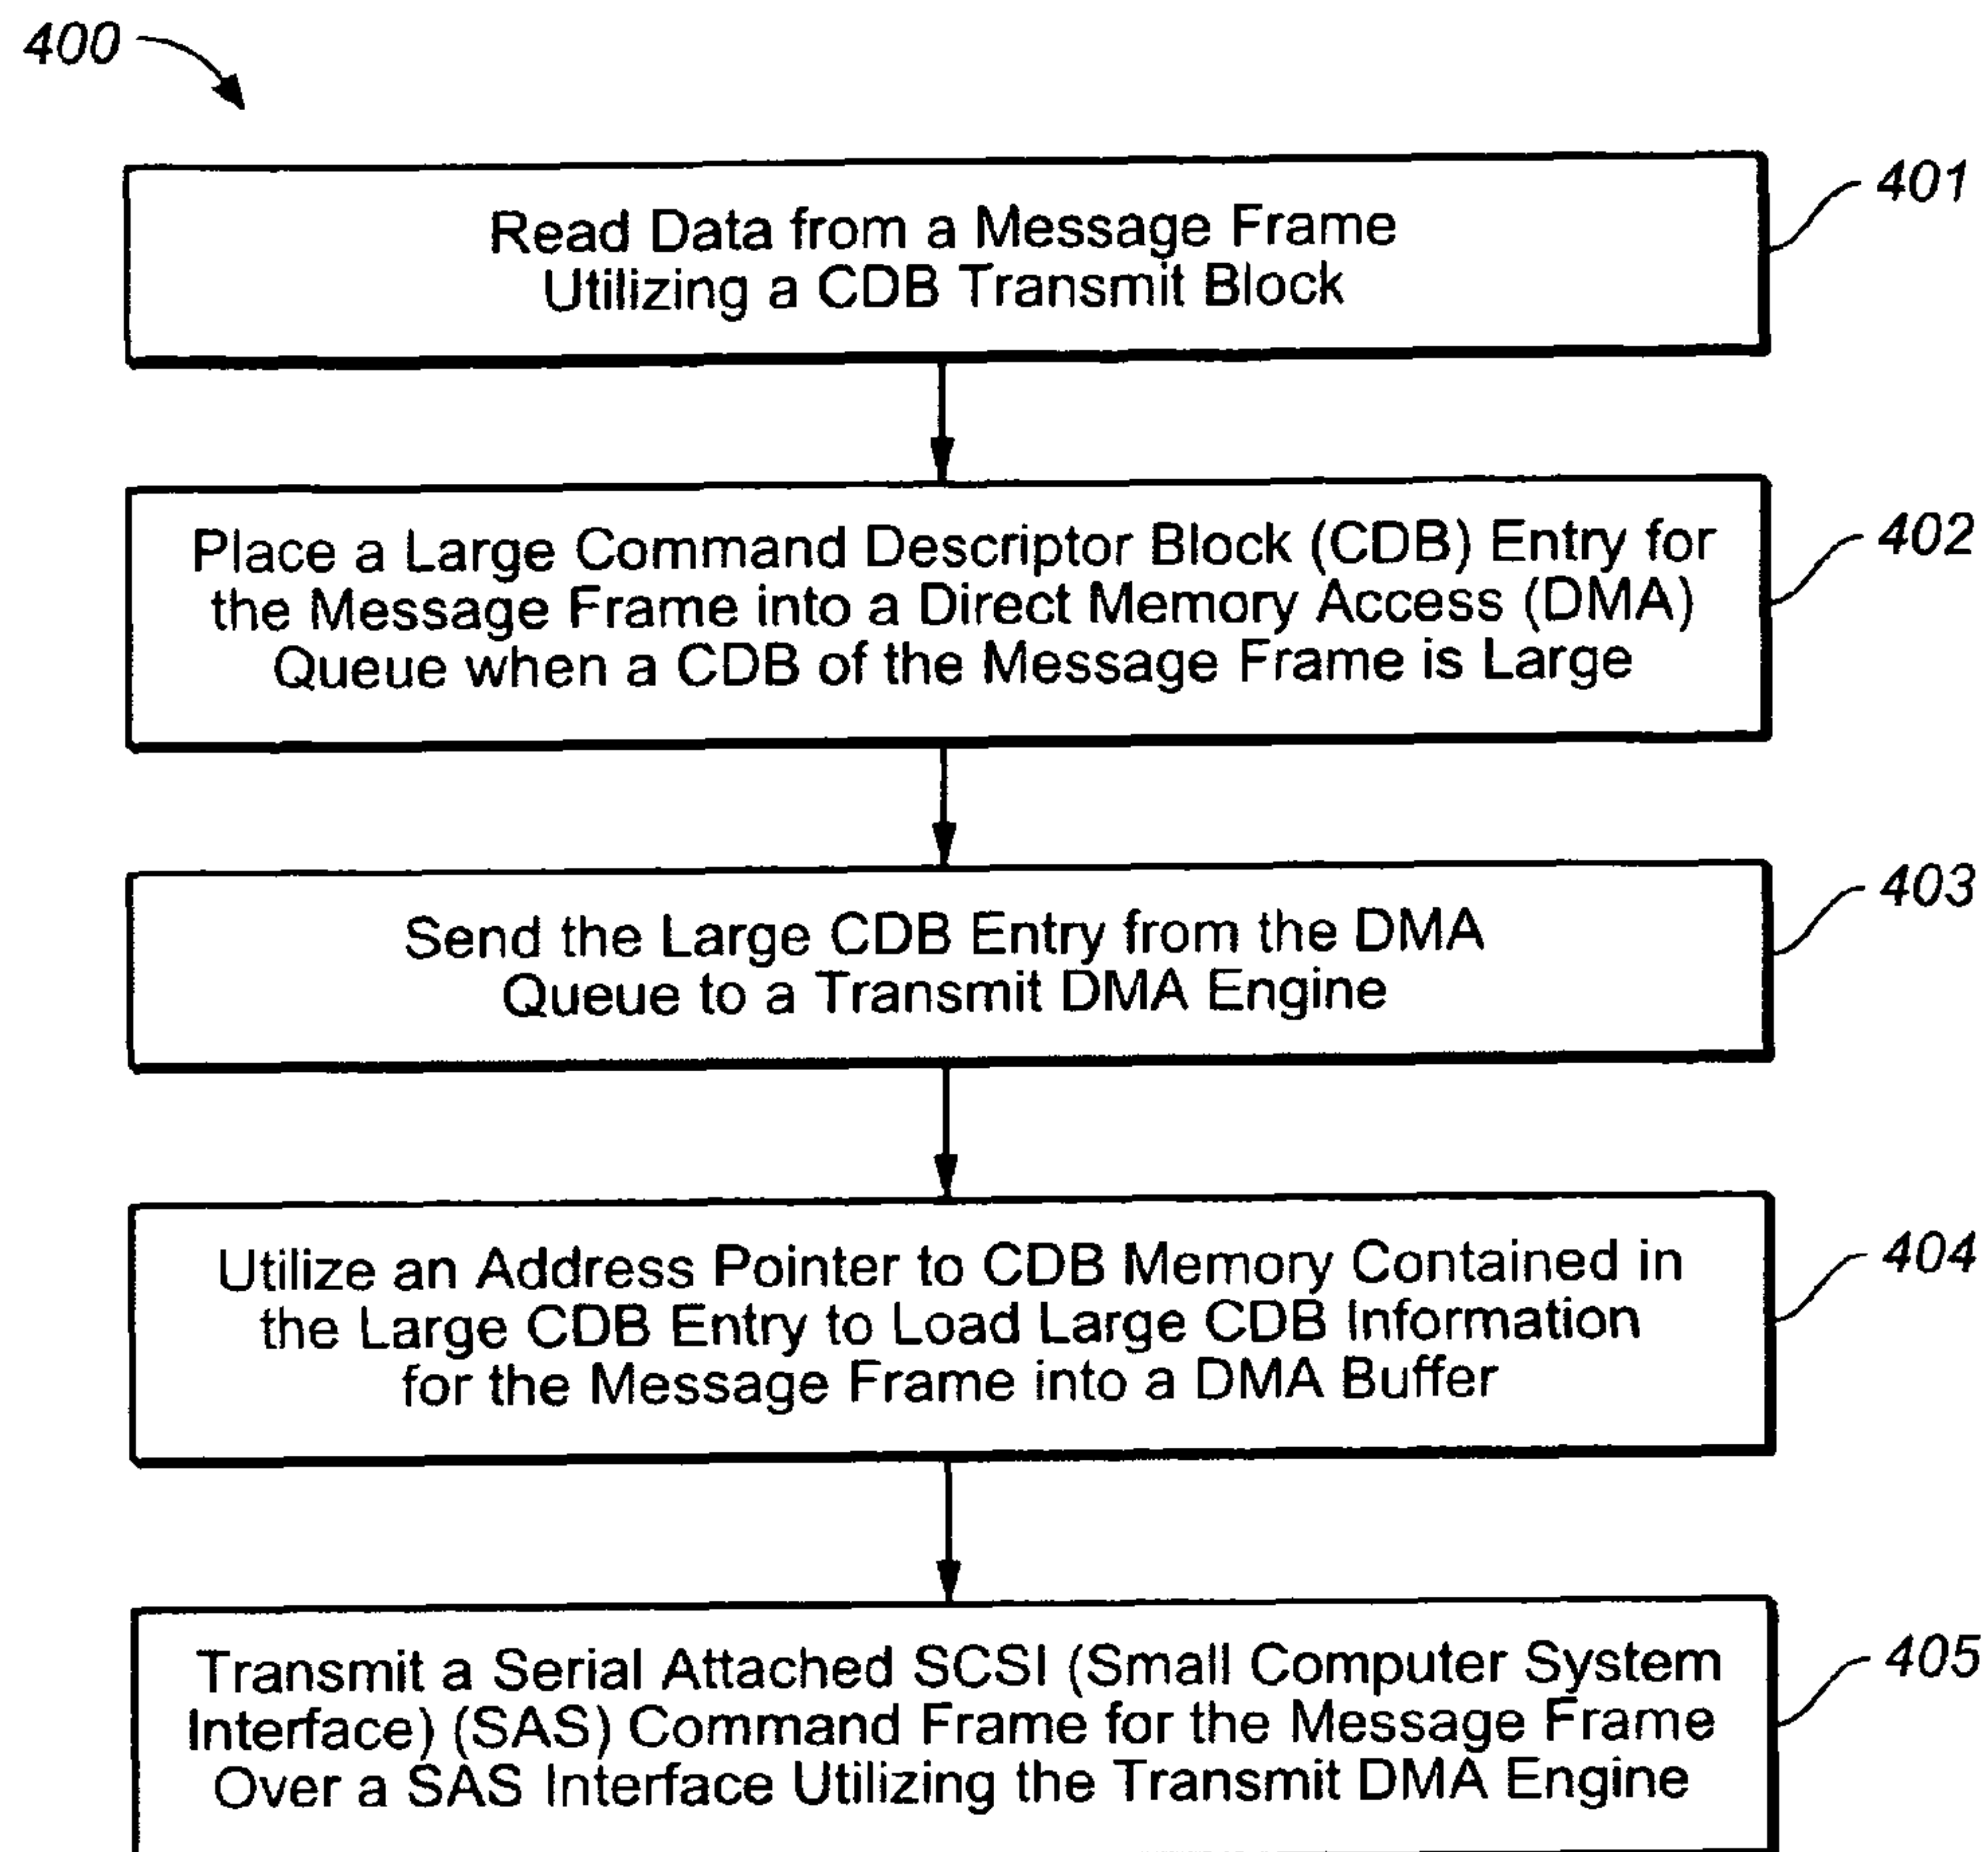 400
401
Read Data from a Message Frame
Utilizing a CDB Transmit Block
402
Place a Large Command Descriptor Block (CDB) Entry for
the Message Frame into a Direct Memory Access (DMA)
Queue when a CDB of the Message Frame is Large
403
Send the Large CDB Entry from the DMA
Queue to a Transmit DMA Engine
404
Utilize an Address Pointer to CDB Memory Contained in
the Large CDB Entry to Load Large CDB Information
for the Message Frame into a DMA Buffer
405
Transmit a Serial Attached SCSI (Small Computer System
Interface) (SAS) Command Frame for the Message Frame
Over a SAS Interface Utilizing the Transmit DMA Engine